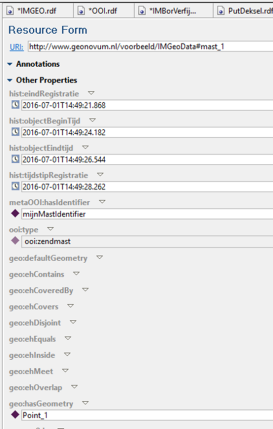 *IMGEO.rdf *OOI.rdf *IMBorVerfij... PutDeksel.rdf
Resource Form
URI: http://www.geonovum.nl/voorbeeld/IMGeoData#mast_1
Annotations
Other Properties
hist:eindRegistratie
2016-07-01T14:49:21.868
hist:objectBeginTijd
2016-07-01T14:49:24.182
hist:objectEindtijd
2016-07-01T14:49:26.544
hist:tijdstipRegistratie
2016-07-01T14:49:28.262
metaOOI:hasIdentifier
mijnMastIdentifier
ooi:type
ooi:zendmast
geo:defaultGeometry
geo:ehContains
geo:ehCoveredBy
geo:ehCovers
geo:ehDisjoint
geo:ehEquals
geo:ehInside
geo:ehMeet
geo:ehOverlap
geo:hasGeometry
Point_1